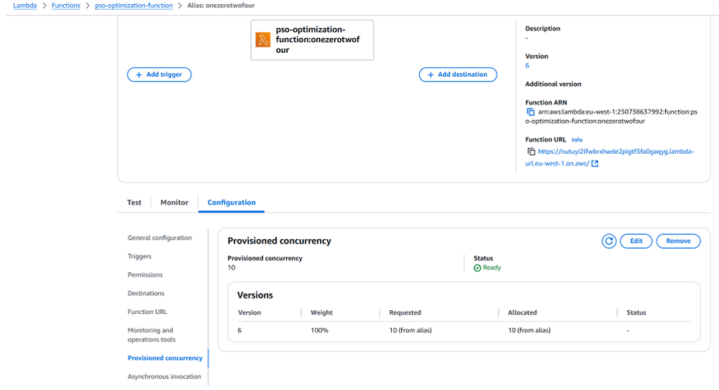 Lambda > Functions > pso-optimization-function > Alias: onezerotwofour
pso-optimization-
function:onezerotwof
our
+ Add trigger
+ Add destination
Description
-
Version
6
Additional version
Function ARN
arn:aws:lambda:eu-west-1:250738637992:function:ps
o-optimization-function:onezerotwofour
Function URL Info
https://nutuyi2lfwbrxhwde2pigtf3fa0gaqyg.lambda-
url.eu-west-1.on.aws/
Test Monitor Configuration
General configuration
Triggers
Permissions
Destinations
Function URL
Monitoring and
operations tools
Provisioned concurrency
Asynchronous invocation
Provisioned concurrency
Edit Remove
Provisioned concurrency
10
Status
Ready
Versions
Version Weight Requested Allocated Status
6 100% 10 (from alias) 10 (from alias) -